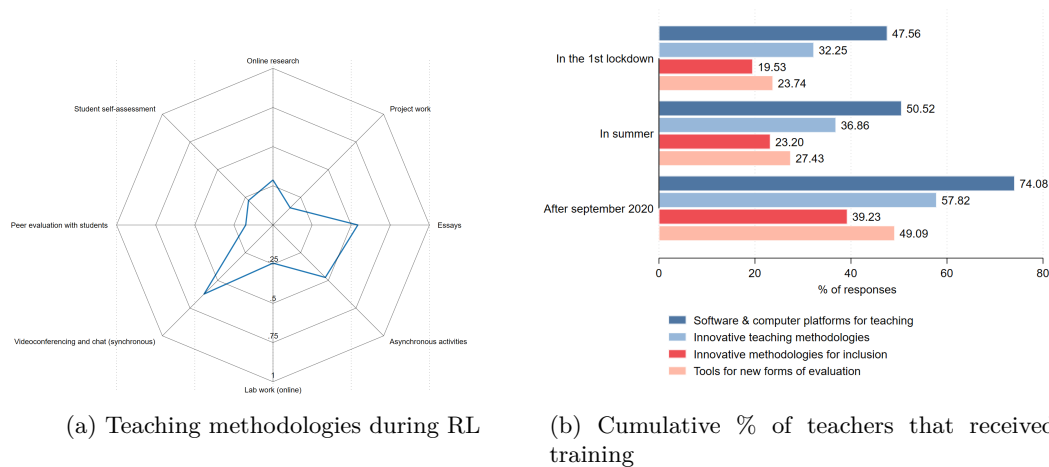 Online research
Student self-assessment
Project work
Peer evaluation with students
Essays
.25
.5
Videoconferencing and chat (synchronous)
Asynchronous activities
.75
1
Lab work (online)
(a) Teaching methodologies during RL
In the 1st lockdown
47.56
32.25
19.53
23.74
In summer
50.52
36.86
23.20
27.43
After september 2020
74.08
57.82
39.23
49.09
0 20 40 60 80
% of responses
Software & computer platforms for teaching
Innovative teaching methodologies
Innovative methodologies for inclusion
Tools for new forms of evaluation
(b) Cumulative % of teachers that received
training